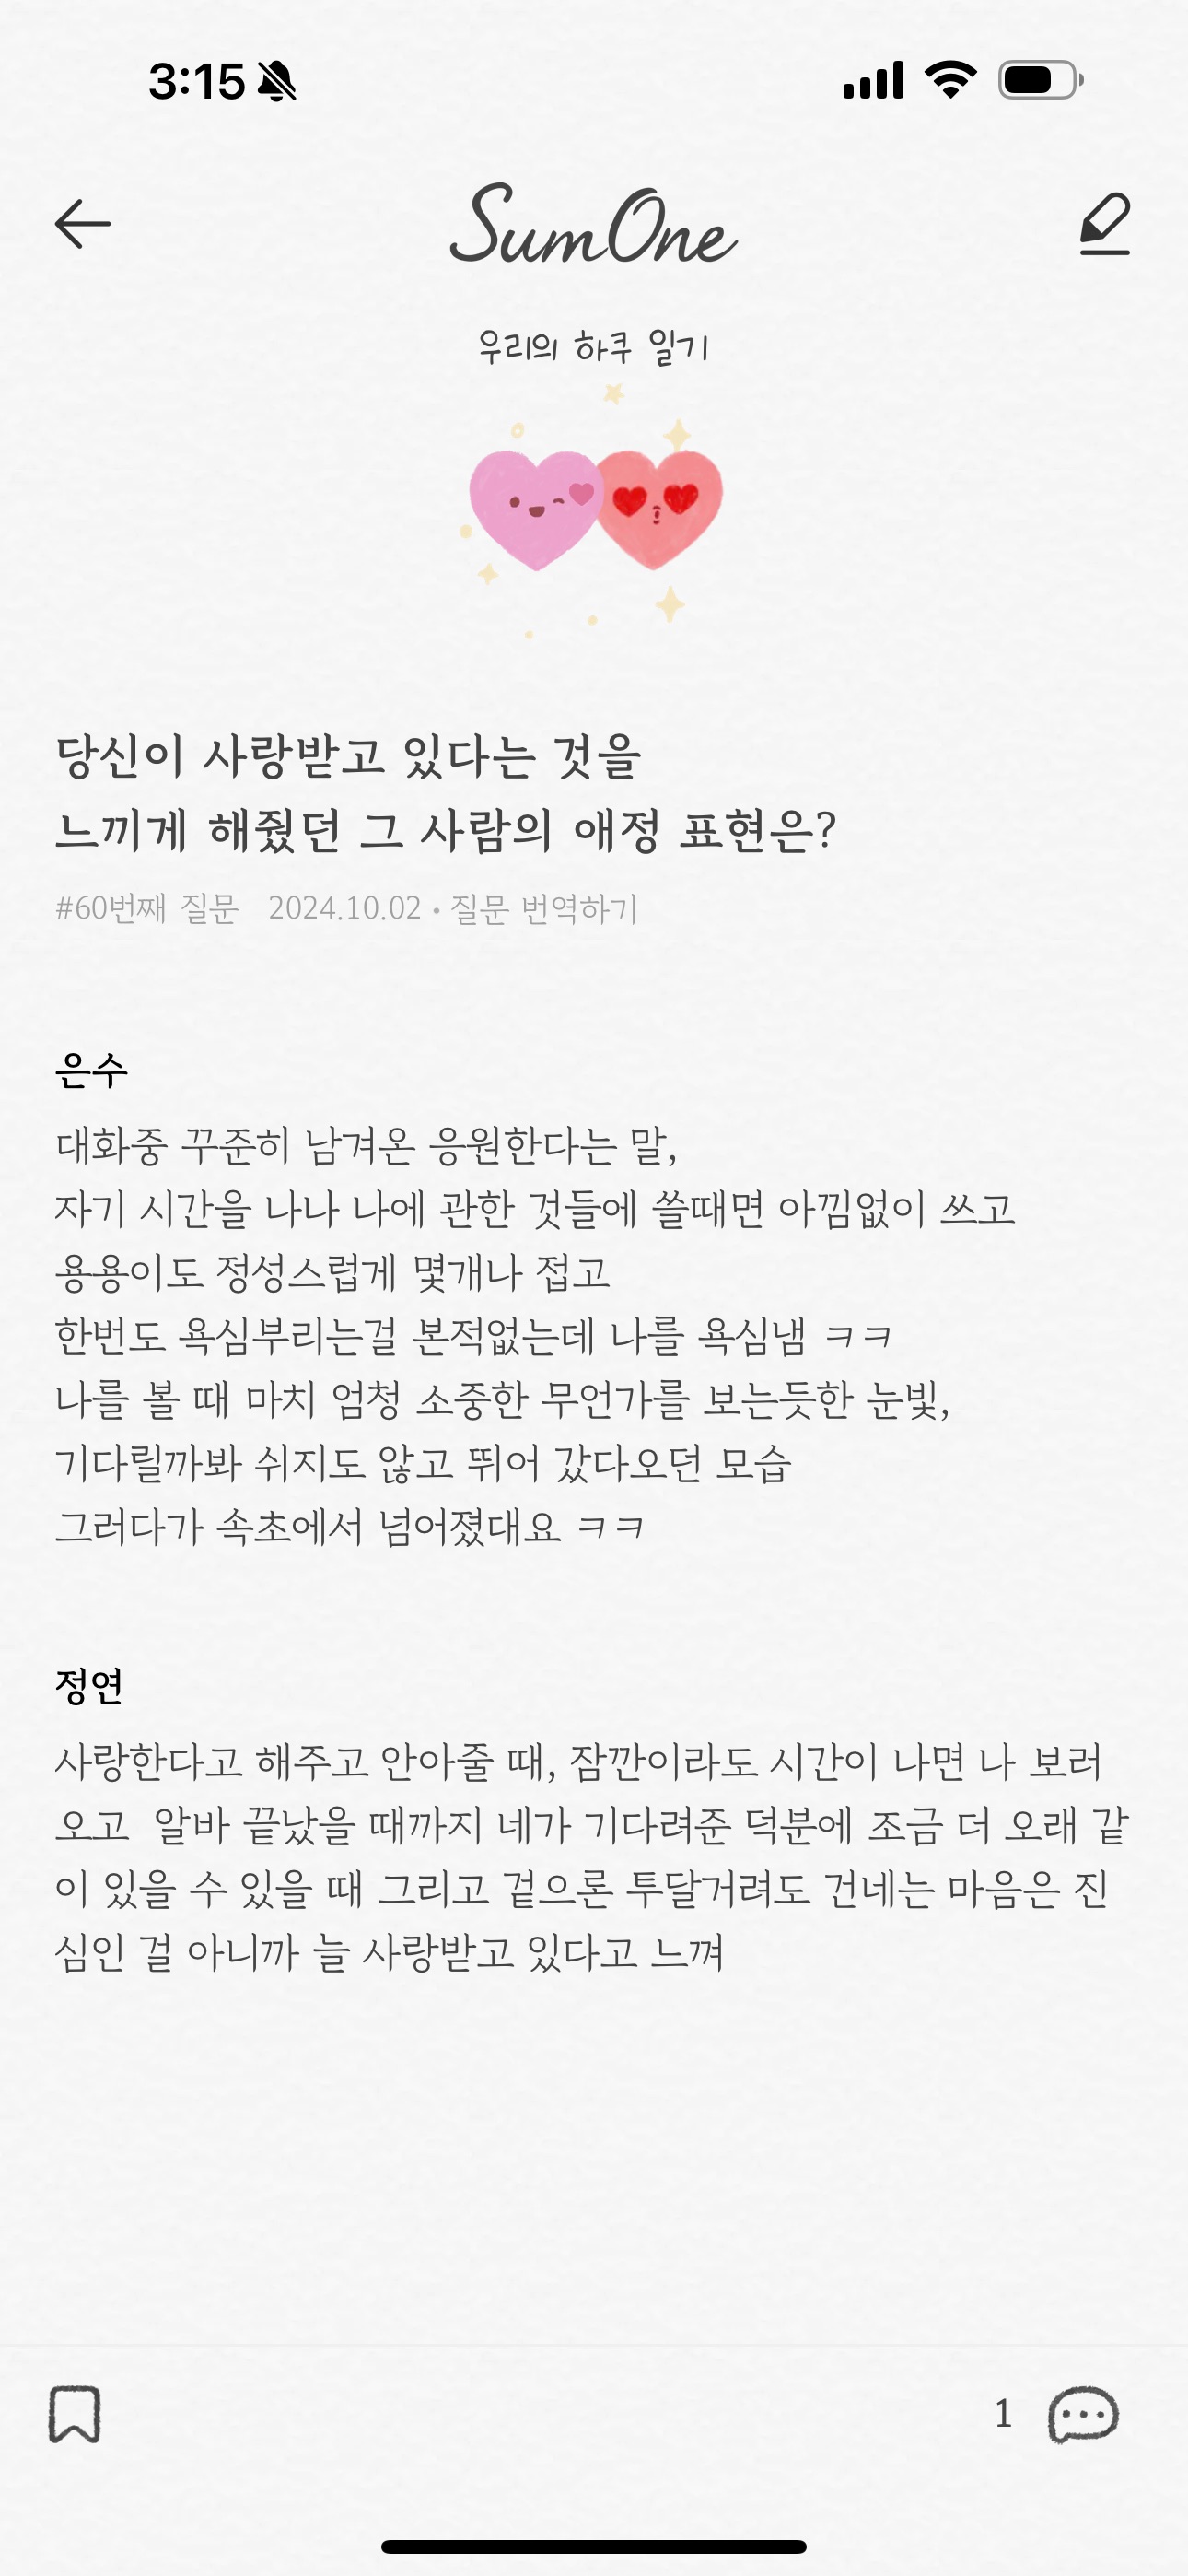 3:15
SumOne
우리의 하루 일기
당신이 사랑받고 있다는 것을
느끼게 해줬던 그 사람의 애정 표현은?
#60번째 질문 2024.10.02 • 질문 번역하기
은수
대화중 꾸준히 남겨온 응원한다는 말,
자기 시간을 나나 나에 관한 것들에 쓸때면 아낌없이 쓰고
용용이도 정성스럽게 몇개나 접고
한번도 욕심부리는걸 본적없는데 나를 욕심냄 ㅋㅋ
나를 볼 때 마치 엄청 소중한 무언가를 보는듯한 눈빛,
기다릴까봐 쉬지도 않고 뛰어 갔다오던 모습
그러다가 속초에서 넘어졌대요 ㅋㅋ
정연
사랑한다고 해주고 안아줄 때, 잠깐이라도 시간이 나면 나 보러
오고  알바 끝났을 때까지 네가 기다려준 덕분에 조금 더 오래 같
이 있을 수 있을 때 그리고 겉으론 투달거려도 건네는 마음은 진
심인 걸 아니까 늘 사랑받고 있다고 느껴
1